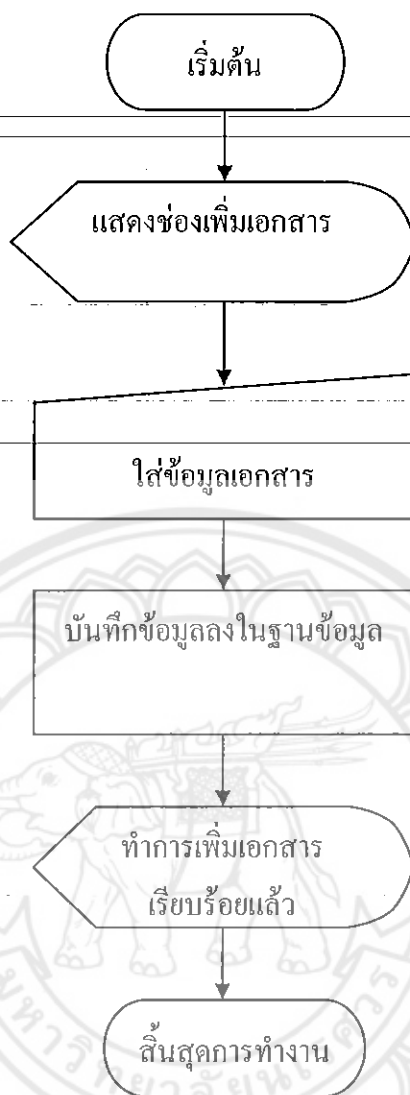 เริ่มต้น
แสดงช่องเพิ่มเอกสาร
ใส่ข้อมูลเอกสาร
บันทึกข้อมูลลงในฐานข้อมูล
ทำการเพิ่มเอกสาร
เรียบร้อยแล้ว
สิ้นสุดการทำงาน